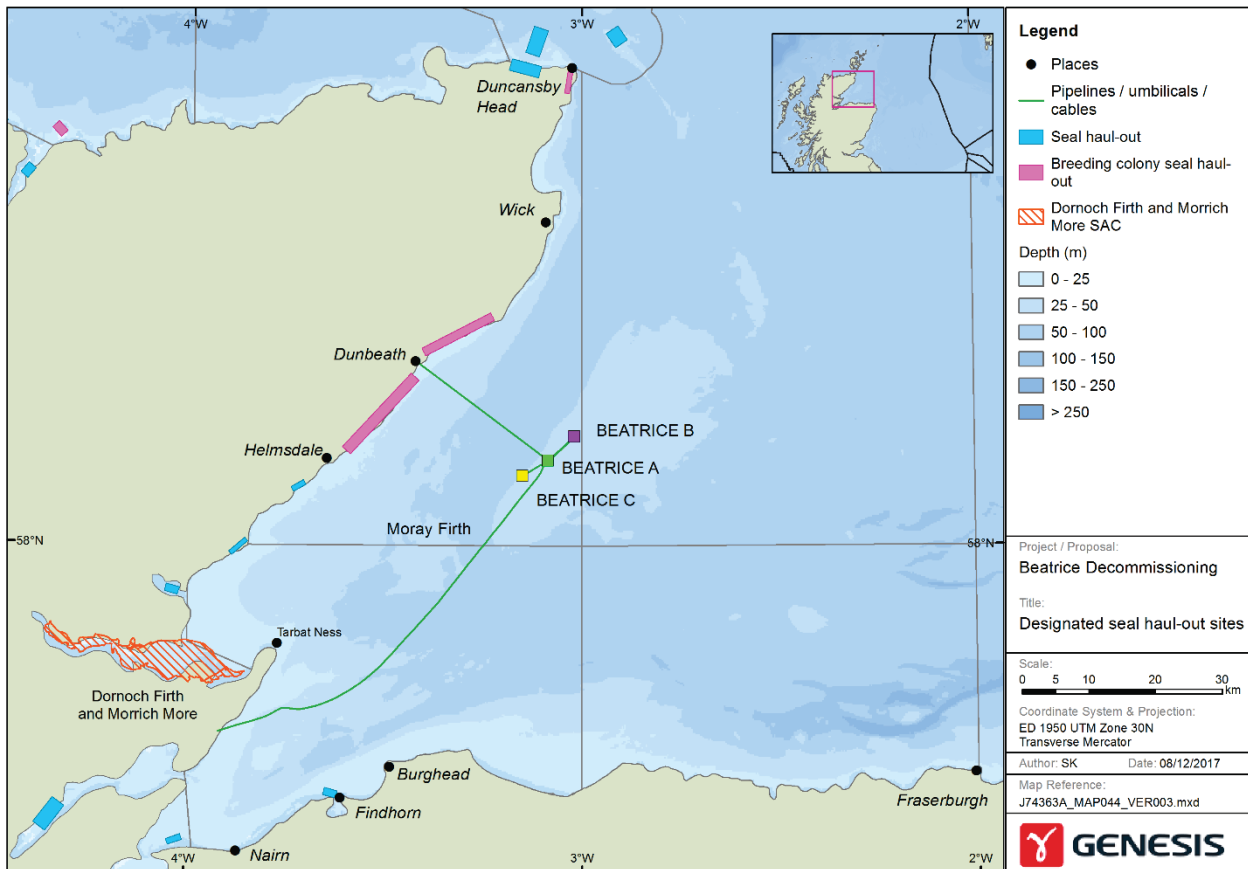 4°W
3°W
2°W
Duncansby
Head
Wick
Dunbeath
Helmsdale
BEATRICE B
BEATRICE A
BEATRICE C
Moray Firth
58°N
58°N
Tarbat Ness
Dornoch Firth
and Morrich More
Burghead
Findhorn
Nairn
Fraserburgh
4°W
3°W
2°W
Legend
Places
Pipelines / umbilicals /
cables
Seal haul-out
Breeding colony seal haul-
out
Dornoch Firth and Morrich
More SAC
Depth (m)
0 - 25
25 - 50
50 - 100
100 - 150
150 - 250
> 250
Project / Proposal:
Beatrice Decommissioning
Title:
Designated seal haul-out sites
Scale:
0 5 10 20 30
km
Coordinate System & Projection:
ED 1950 UTM Zone 30N
Transverse Mercator
Author: SK Date: 08/12/2017
Map Reference:
J74363A_MAP044_VER003.mxd
GENESIS